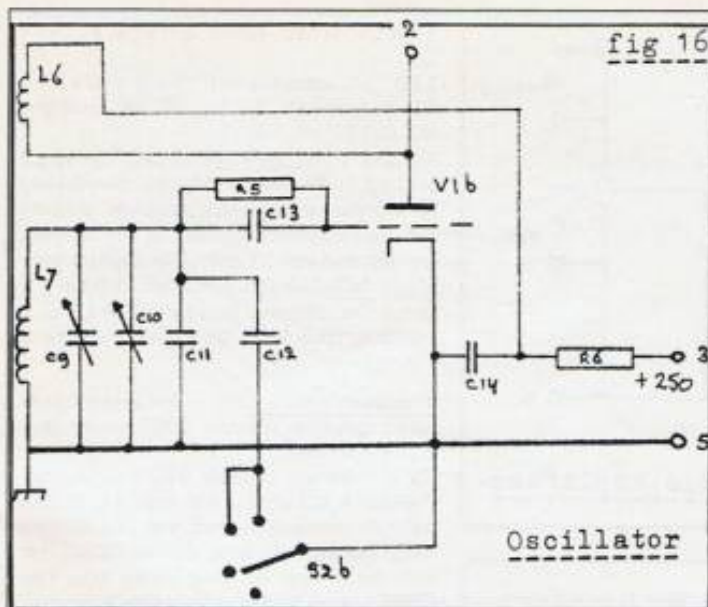 2
fig 16
L6
V1b
R5
C13
L7
C10
C9
C11
C12
C14
R6
3
+250
5
S2b
Oscillator